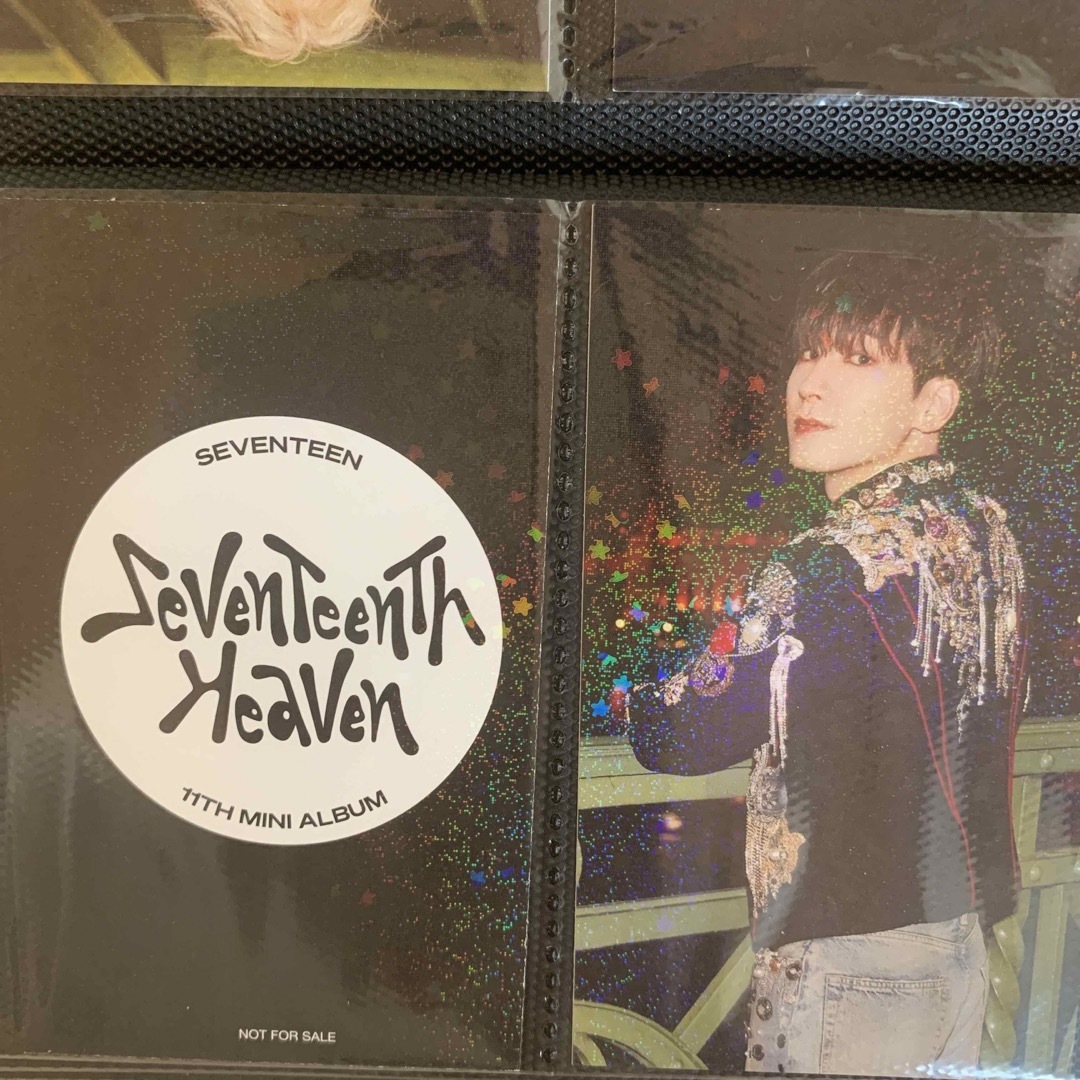 SEVENTEEN
SevenTeenTh
Heaven
11TH MINI ALBUM
NOT FOR SALE